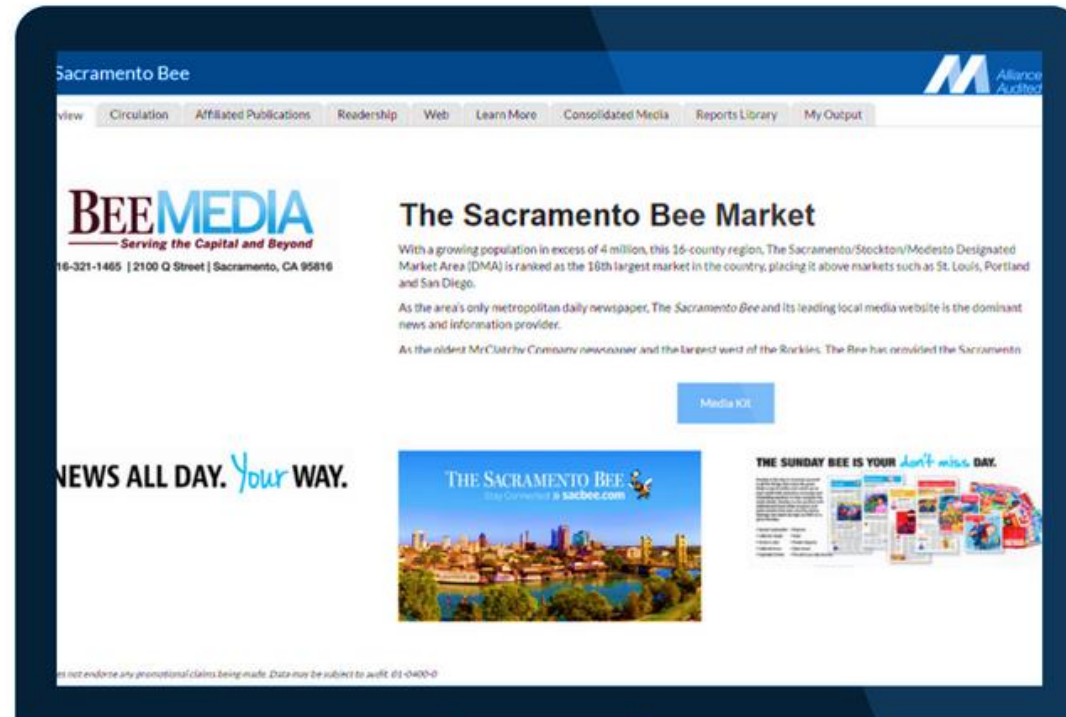 Sacramento Bee
Alliance
Audited
view Circulation Affiliated Publications Readership Web Learn More Consolidated Media Reports Library My Output
BEEMEDIA
Serving the Capital and Beyond
16-321-1465 | 2100 Q Street | Sacramento, CA 95816
The Sacramento Bee Market
With a growing population in excess of 4 million, this 16-county region, The Sacramento/Stockton/Modesto Designated
Market Area (DMA) is ranked as the 18th largest market in the country, placing it above markets such as St. Louis, Portland
and San Diego.
As the area's only metropolitan daily newspaper, The Sacramento Bee and its leading local media website is the dominant
news and information provider.
As the oldest McClatchy Company newspaper and the largest west of the Rockies, The Bee has provided the Sacramento
Media Kit
NEWS ALL DAY. Your WAY.
THE SACRAMENTO BEE
Stay Connected sacbee.com
THE SUNDAY BEE IS YOUR don't miss DAY.
es not endorse any promotional claims being made. Data may be subject to audit. 01-0400-0